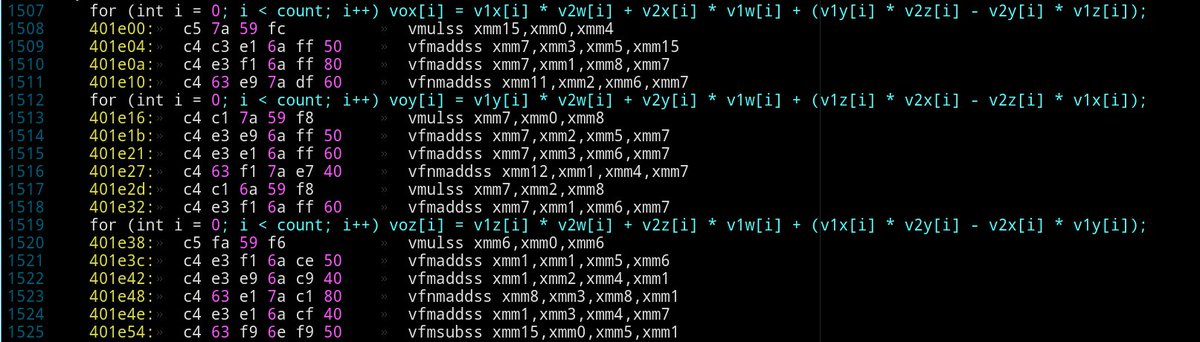 1507 for (int i = 0; i < count; i++) vox[i] = v1x[i] * v2w[i] + v2x[i] * v1w[i] + (v1y[i] * v2z[i] - v2y[i] * v1z[i]);
1508 401e00:» c5 7a 59 fc » vmulss xmm15,xmm0,xmm4
1509 401e04:» c4 c3 e1 6a ff 50 » vfmaddss xmm7,xmm3,xmm5,xmm15
1510 401e0a:» c4 e3 f1 6a ff 80 » vfmaddss xmm7,xmm1,xmm8,xmm7
1511 401e10:» c4 63 e9 7a df 60 » vfnmaddss xmm11,xmm2,xmm6,xmm7
1512 for (int i = 0; i < count; i++) voy[i] = v1y[i] * v2w[i] + v2y[i] * v1w[i] + (v1z[i] * v2x[i] - v2z[i] * v1x[i]);
1513 401e16:» c4 c1 7a 59 f8 » vmulss xmm7,xmm0,xmm8
1514 401e1b:» c4 e3 e9 6a ff 50 » vfmaddss xmm7,xmm2,xmm5,xmm7
1515 401e21:» c4 e3 e1 6a ff 60 » vfmaddss xmm7,xmm3,xmm6,xmm7
1516 401e27:» c4 63 f1 7a e7 40 » vfnmaddss xmm12,xmm1,xmm4,xmm7
1517 401e2d:» c4 c1 6a 59 f8 » vmulss xmm7,xmm2,xmm8
1518 401e32:» c4 e3 f1 6a ff 60 » vfmaddss xmm7,xmm1,xmm6,xmm7
1519 for (int i = 0; i < count; i++) voz[i] = v1z[i] * v2w[i] + v2z[i] * v1w[i] + (v1x[i] * v2y[i] - v2x[i] * v1y[i]);
1520 401e38:» c5 fa 59 f6 » vmulss xmm6,xmm0,xmm6
1521 401e3c:» c4 e3 f1 6a ce 50 » vfmaddss xmm1,xmm1,xmm5,xmm6
1522 401e42:» c4 e3 e9 6a c9 40 » vfmaddss xmm1,xmm2,xmm4,xmm1
1523 401e48:» c4 63 e1 7a c1 80 » vfnmaddss xmm8,xmm3,xmm8,xmm1
1524 401e4e:» c4 e3 e1 6a cf 40 » vfmaddss xmm1,xmm3,xmm4,xmm7
1525 401e54:» c4 63 f9 6e f9 50 » vfmsubss xmm15,xmm0,xmm5,xmm1